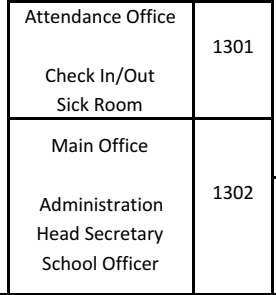 Attendance Office
1301
Check In/Out
Sick Room
Main Office
1302
Administration
Head Secretary
School Officer